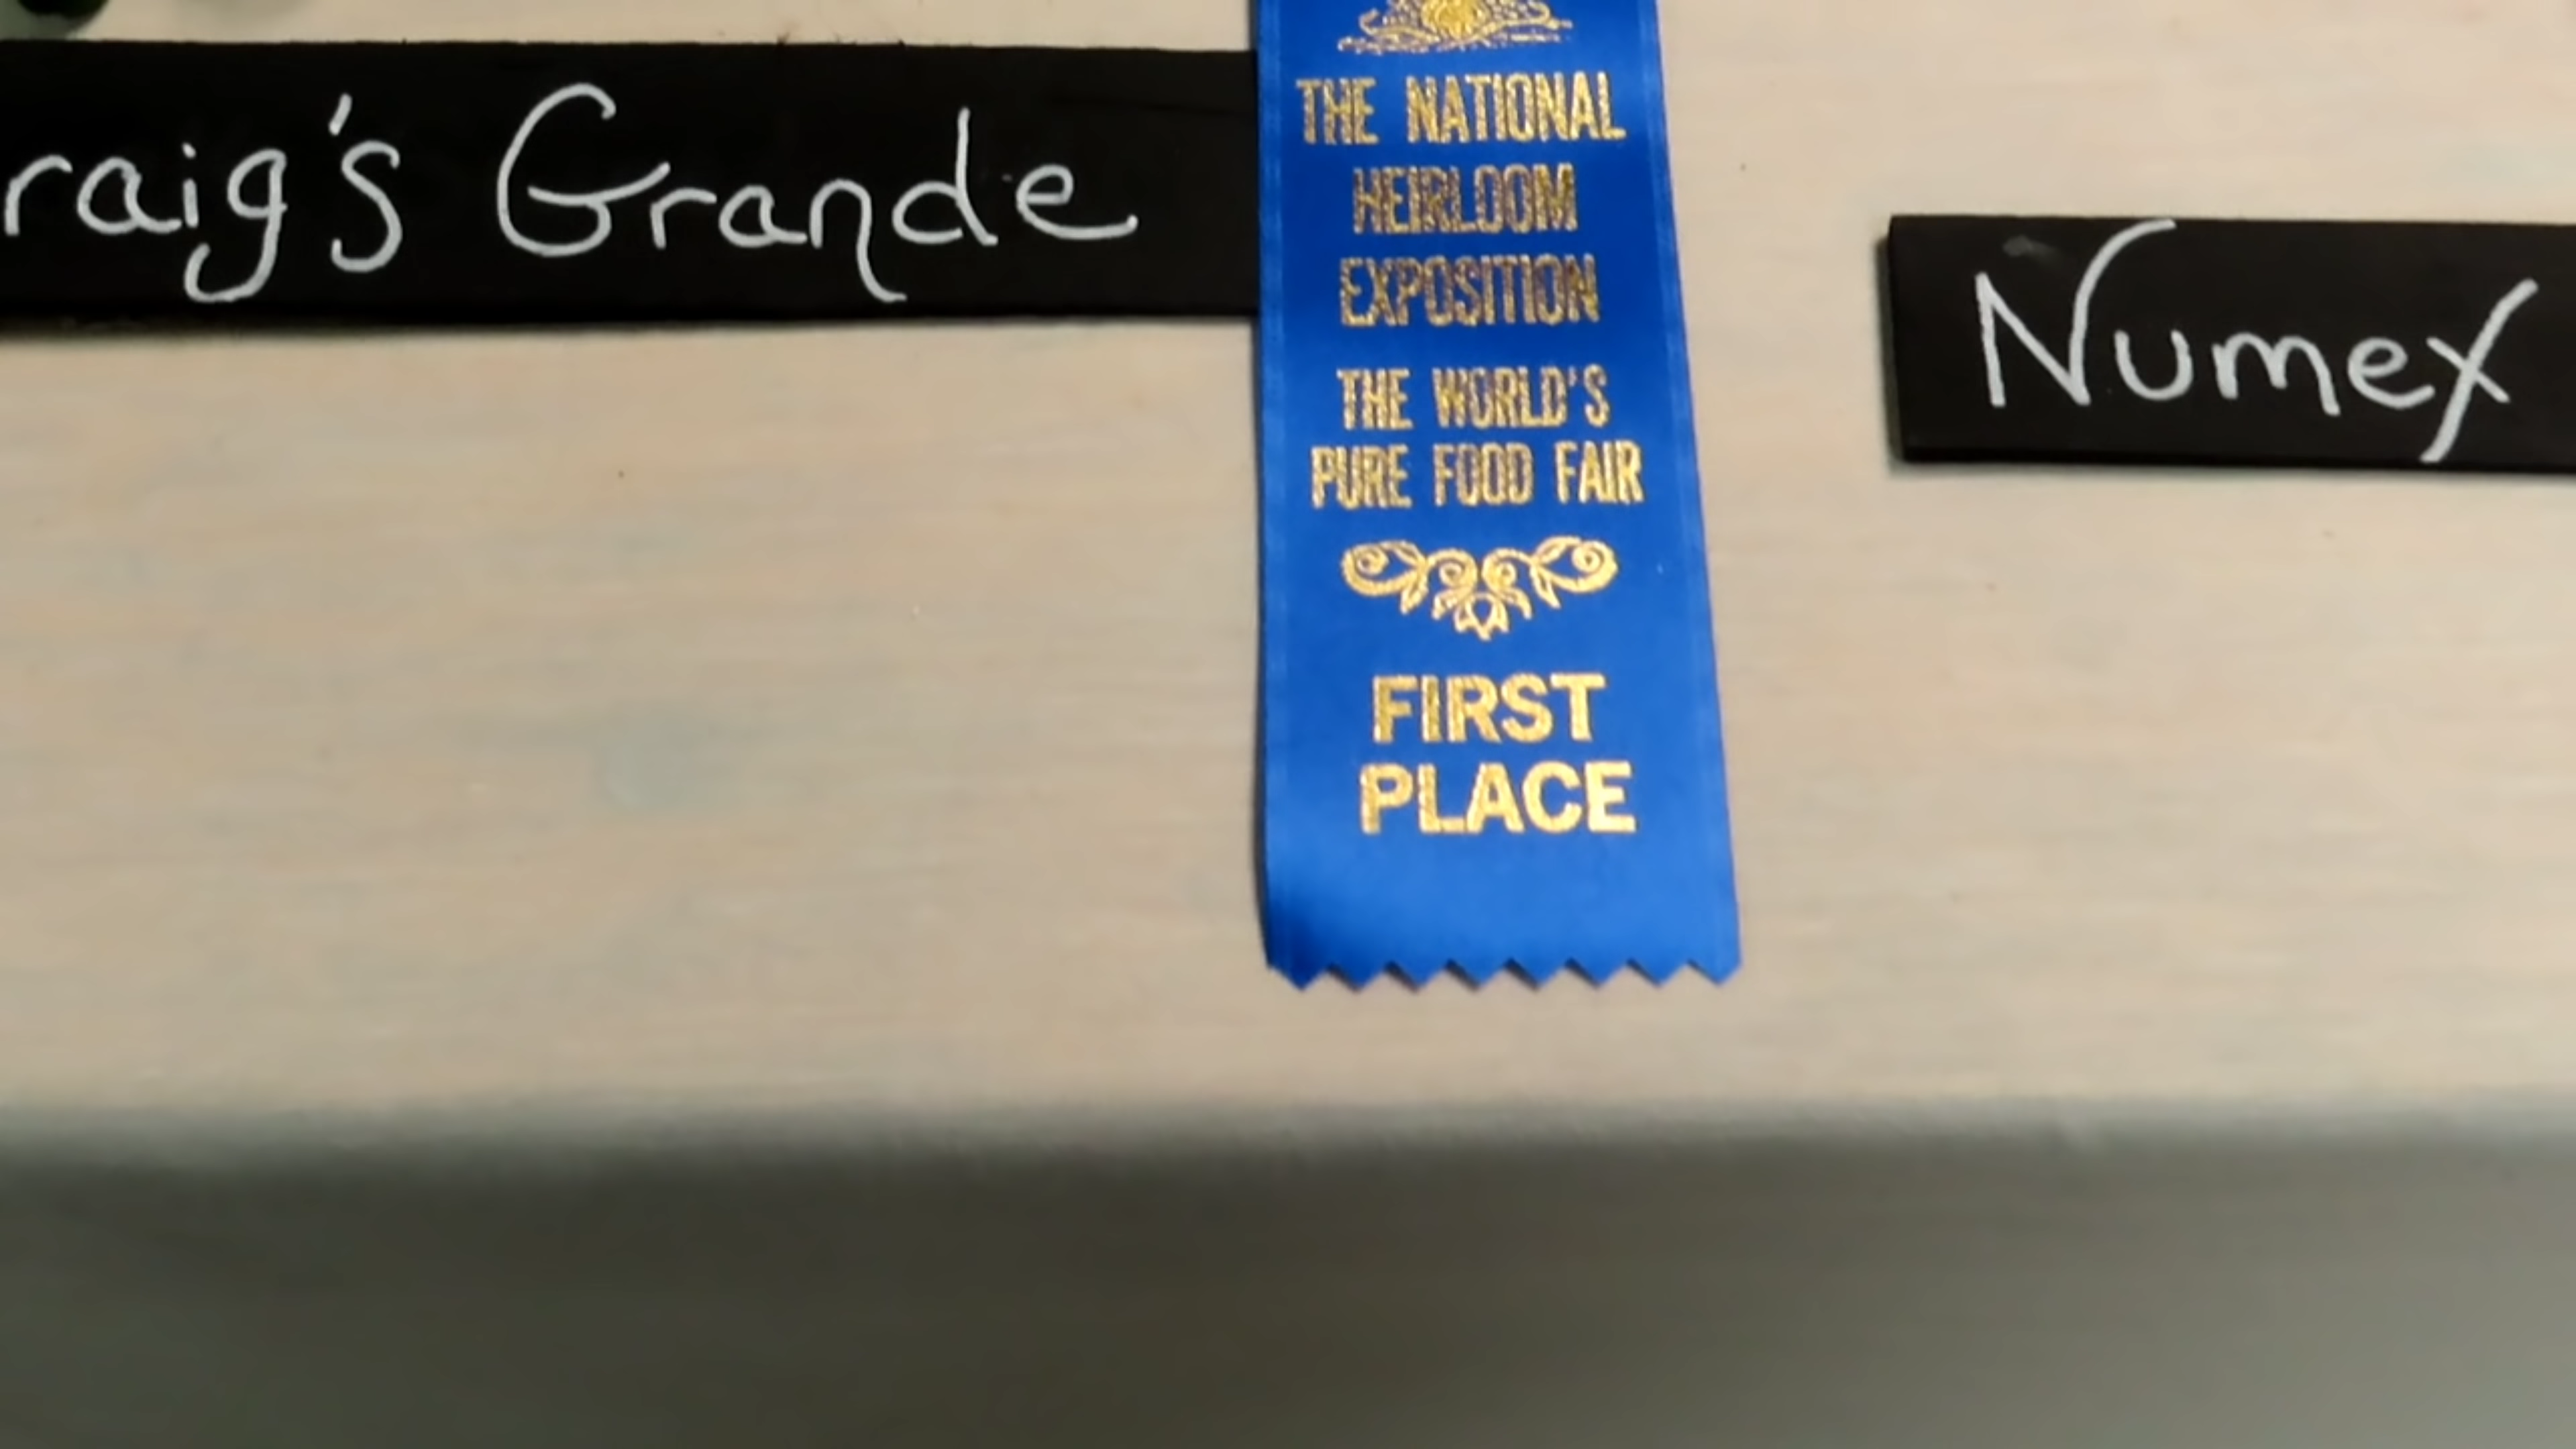 raig's Grande
THE NATIONAL
HEIRLOOM
EXPOSITION
THE WORLD'S
PURE FOOD FAIR
FIRST
PLACE
Numex